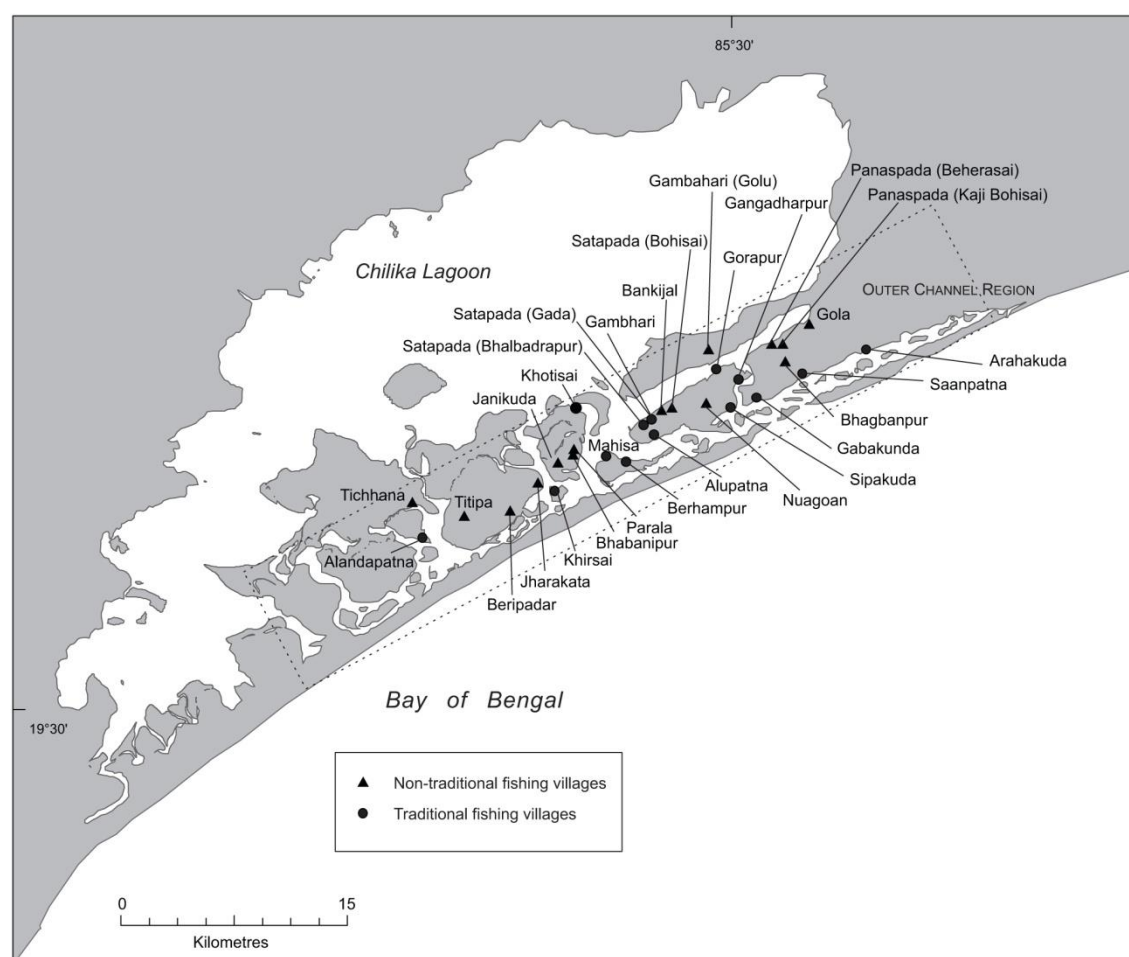 85°30'
Panaspada (Beherasai)
Gambahari (Golu)
Panaspada (Kaji Bohisai)
Gangadharpur
Satapada (Bohisai)
Gorapur
Chilika Lagoon
Bankijal
OUTER CHANNEL REGION
Satapada (Gada)
Gola
Gambhari
Satapada (Bhalbadrapur)
Arahakuda
Khotisai
Saanpatna
Janikuda
Bhagbanpur
Gabakunda
Mahisa
Sipakuda
Alupatna
Nuagoan
Tichhana
Titipa
Berhampur
Parala
Bhabanipur
Alandapatna
Khirsai
Jharakata
Beripadar
Bay of Bengal
19°30'
Non-traditional fishing villages
Traditional fishing villages
0 15
Kilometres